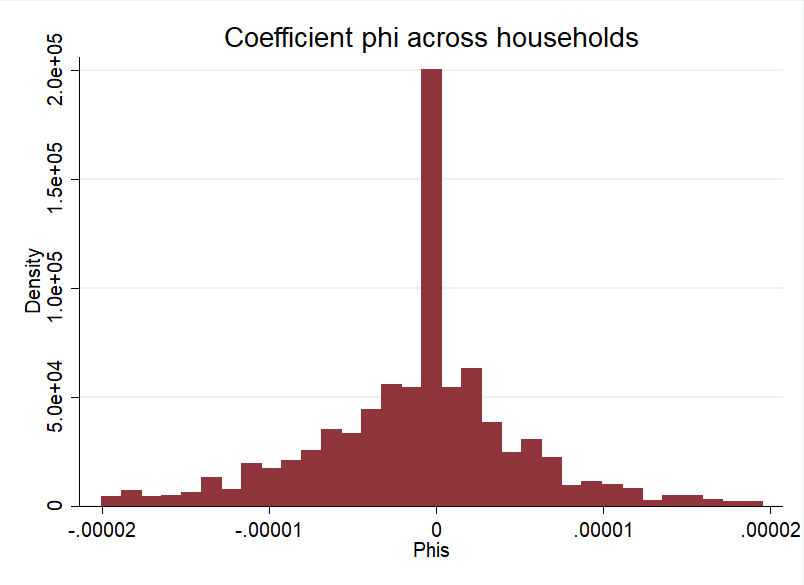 Coefficient phi across households
2.0e+05
1.5e+05
1.0e+05
5.0e+04
0
Density
-.00002 -.00001 0 .00001 .00002
Phis